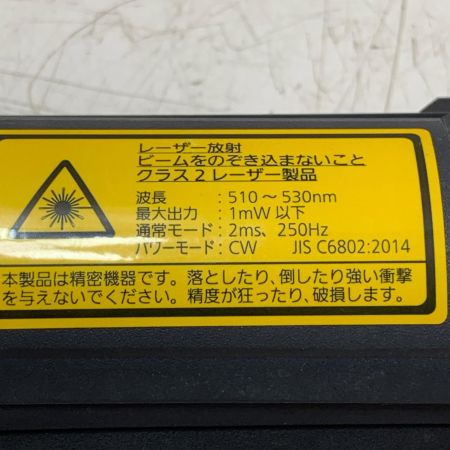 レーザー放射
ビームをのぞき込まないこと
クラス2レーザー製品
波長 : 510～530nm
最大出力 : 1mW 以下
通常モード : 2ms、250Hz
パワーモード : CW JIS C6802:2014
本製品は精密機器です。落としたり、倒したり強い衝撃
を与えないでください。精度が狂ったり、破損します。